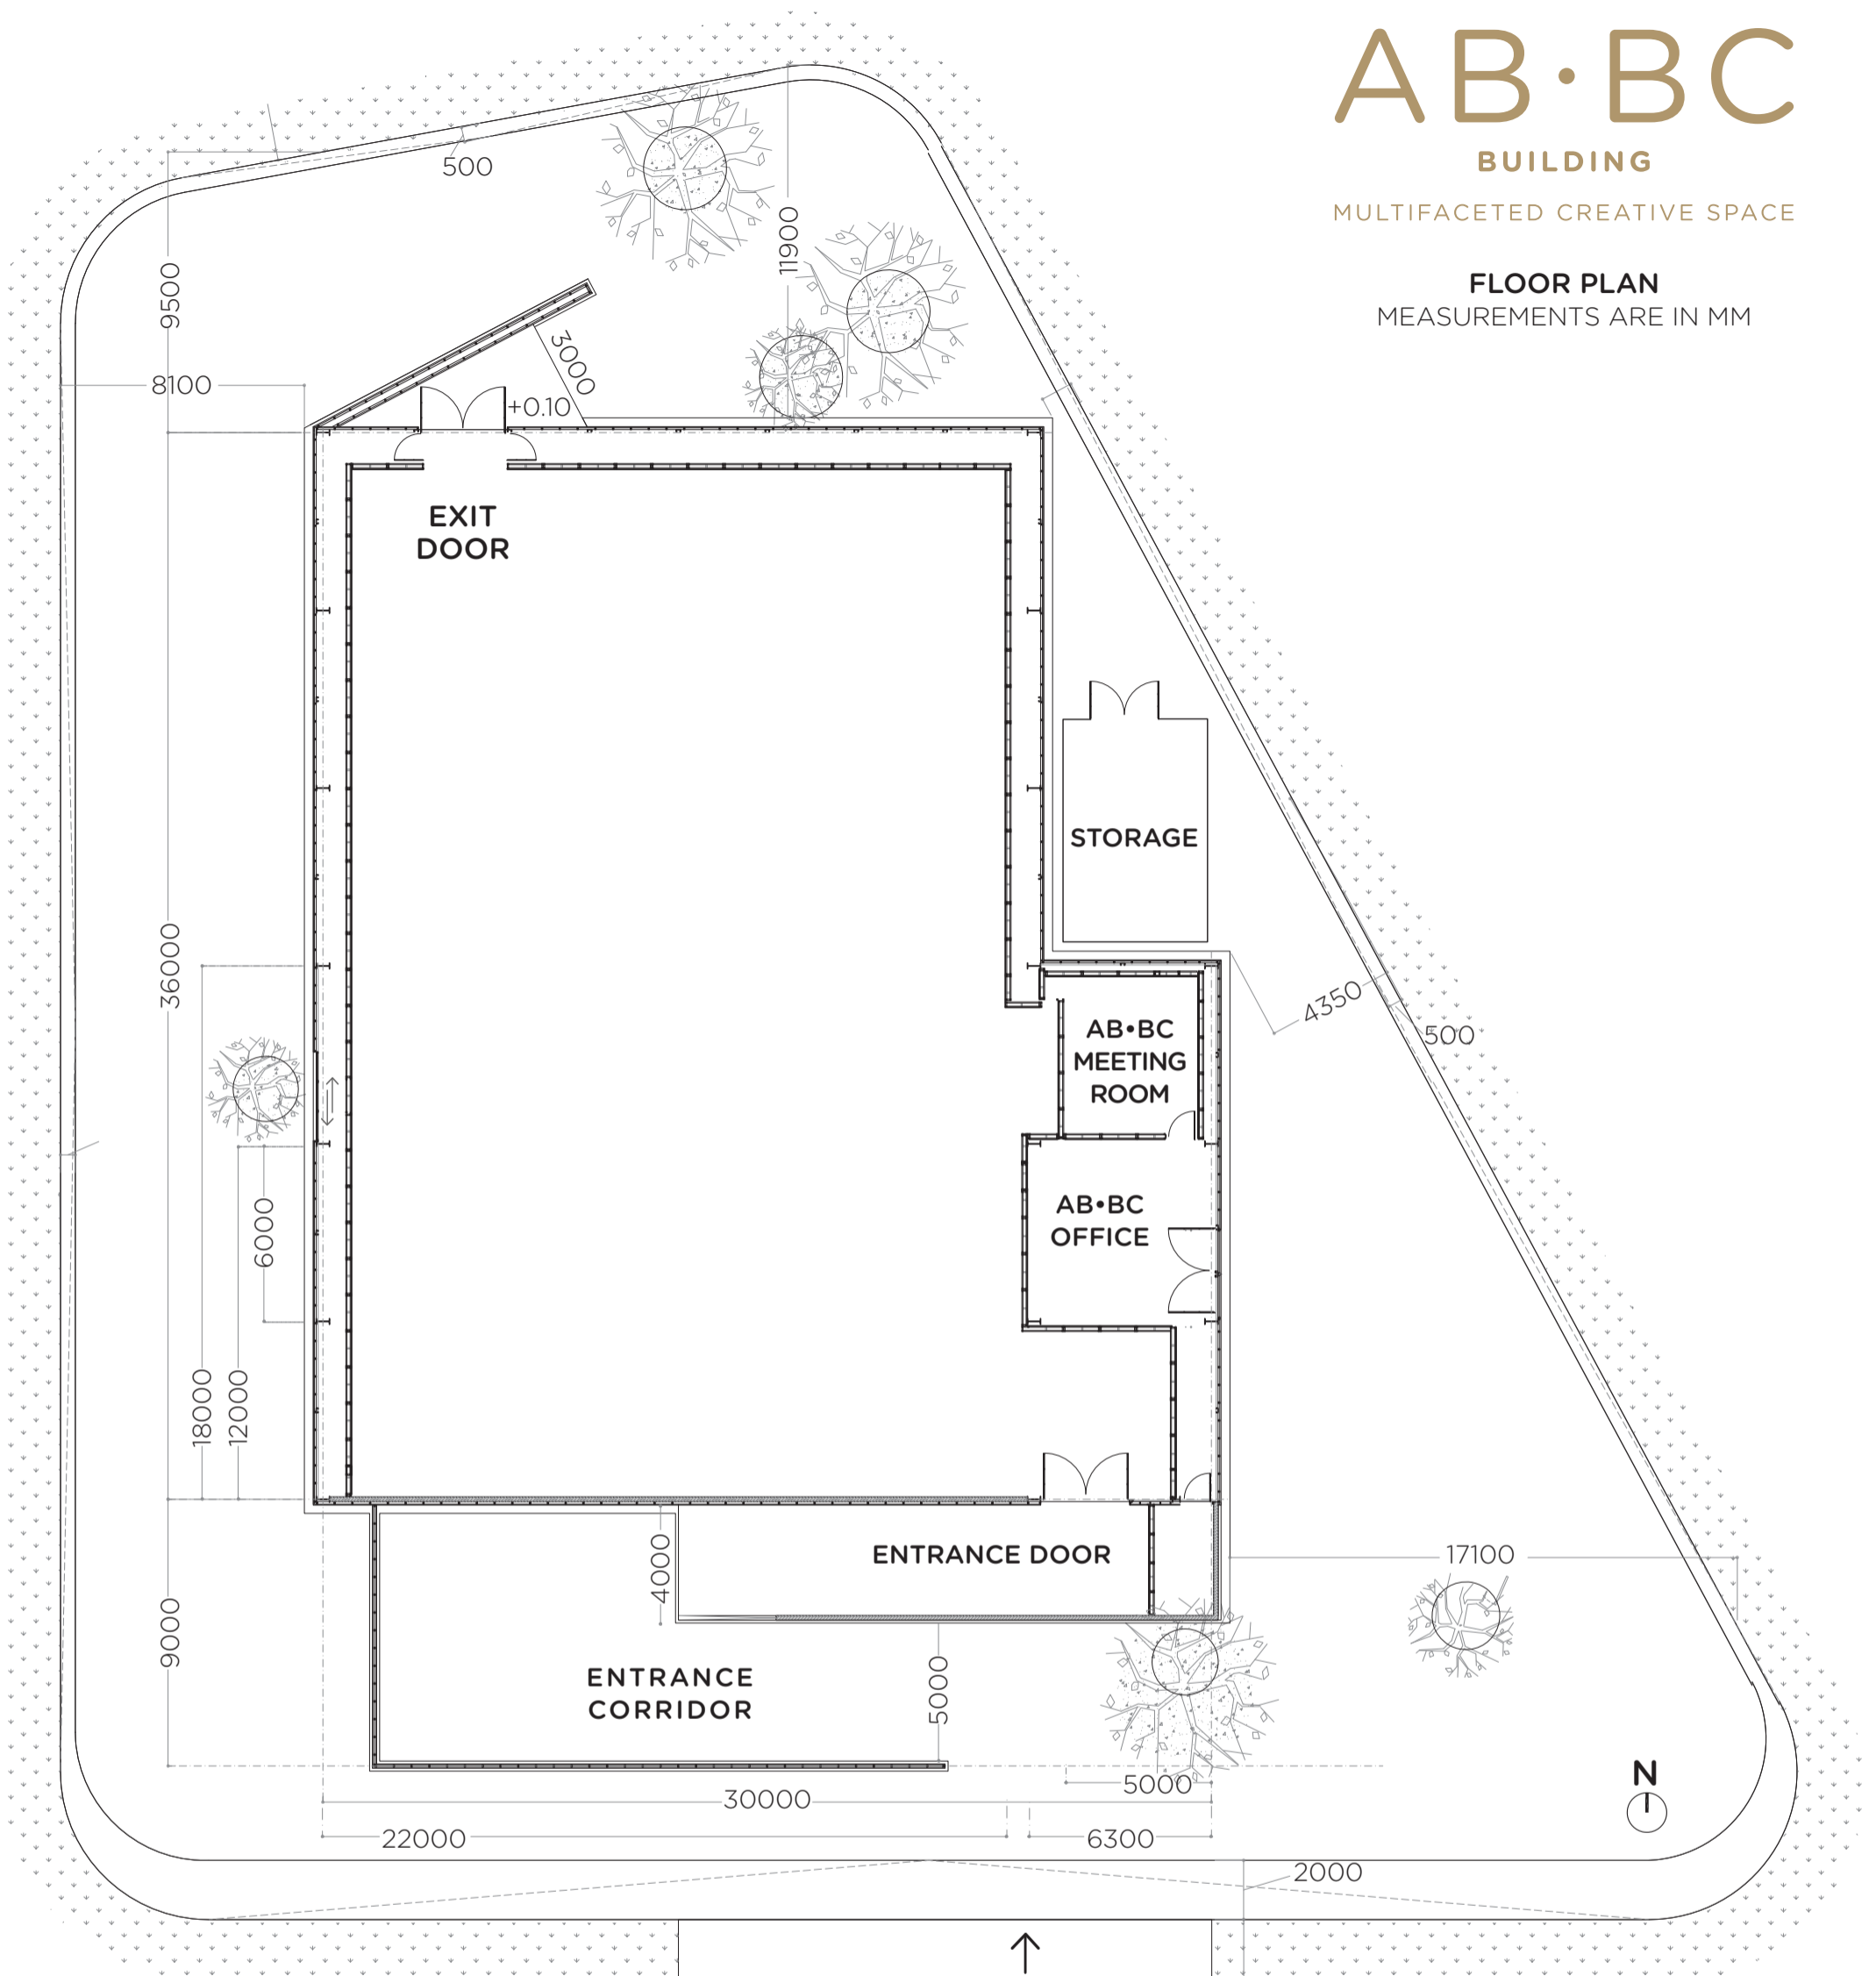 AB•BC
BUILDING
MULTIFACETED CREATIVE SPACE
FLOOR PLAN
MEASUREMENTS ARE IN MM
500
11900
9500
3000
8100
+0.10
EXIT
DOOR
STORAGE
36000
4350
500
AB•BC
MEETING
ROOM
AB•BC
OFFICE
6000
18000
12000
ENTRANCE DOOR
17100
4000
9000
5000
ENTRANCE
CORRIDOR
N
5000
30000
22000
6300
2000